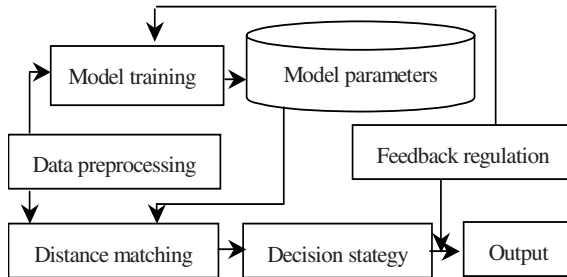 Model training
Model parameters
Data preprocessing
Feedback regulation
Distance matching
Decision stategy
Output